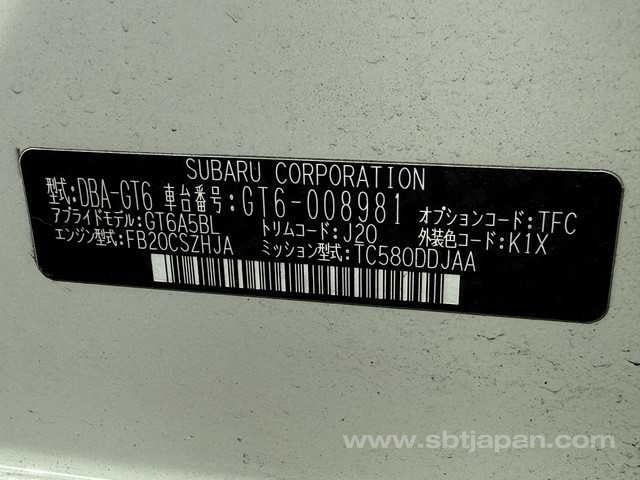 SUBARU CORPORATION
型式:DBA-GT6 車台番号:GT6-008981 オプションコード:TFC
アプライドモデル:GT6A5BL トリムコード:J20 外装色コード:K1X
エンジン型式:FB20CSZHJA ミッション型式:TC580DDJAA
www.sbtjapan.com